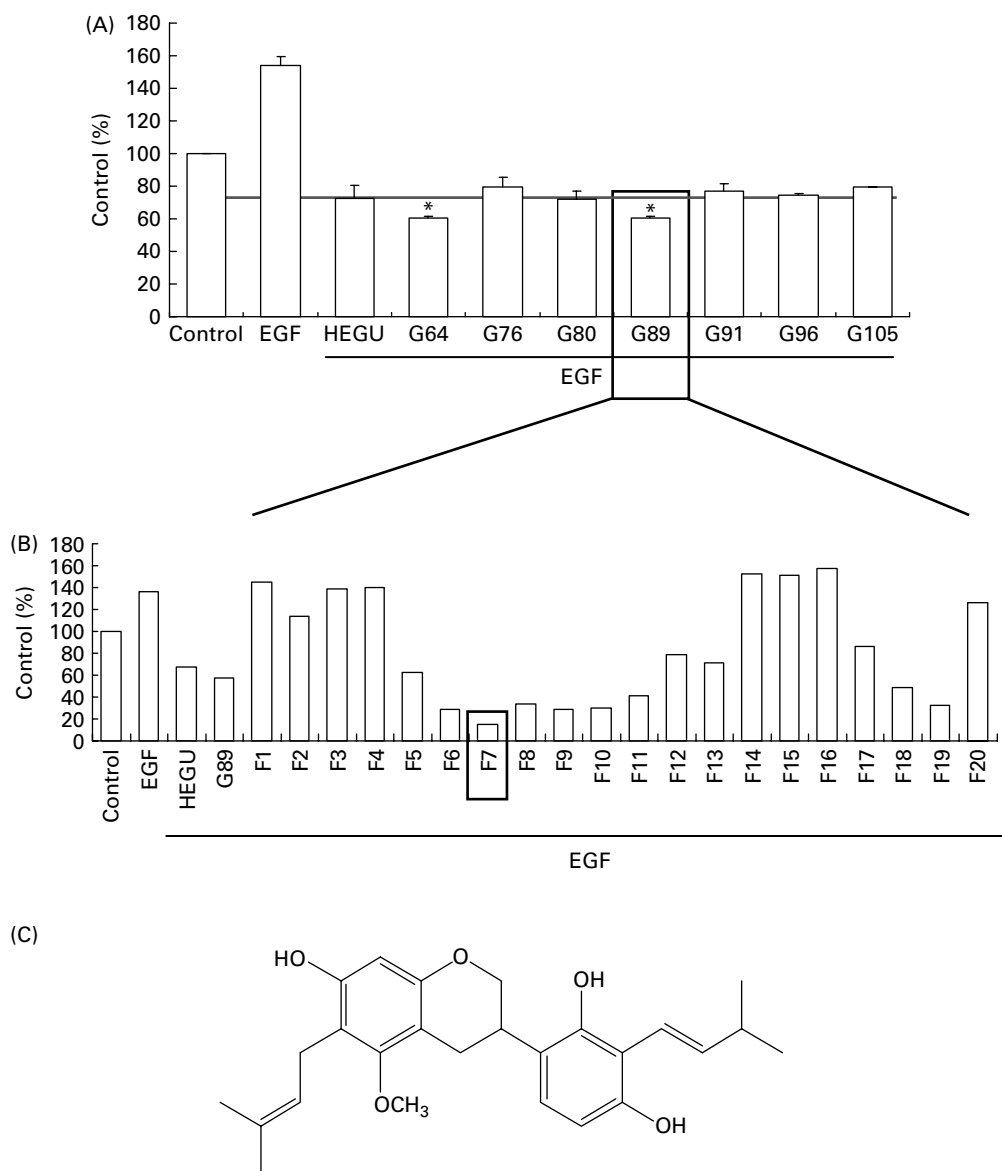 (A)
Control (%)
180
160
140
120
100
80
60
40
20
0
* *
Control EGF HEGU G64 G76 G80 G89 G91 G96 G105
EGF
(B)
Control (%)
180
160
140
120
100
80
60
40
20
0
Control EGF HEGU G89 F1 F2 F3 F4 F5 F6 F7 F8 F9 F10 F11 F12 F13 F14 F15 F16 F17 F18 F19 F20
EGF
(C)
HO O OH
OCH3 OH